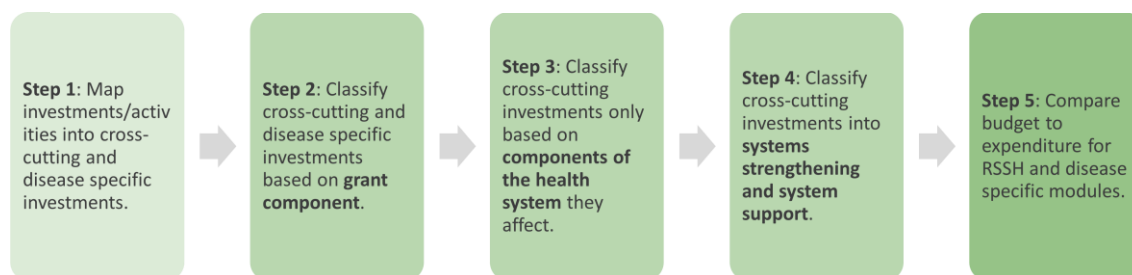 Step 1: Map
investments/activ
ities into cross-
cutting and
disease specific
investments.
Step 2: Classify
cross-cutting and
disease specific
investments
based on grant
component.
Step 3: Classify
cross-cutting
investments only
based on
components of
the health
system they
affect.
Step 4: Classify
cross-cutting
investments into
systems
strengthening
and system
support.
Step 5: Compare
budget to
expenditure for
RSSH and disease
specific modules.